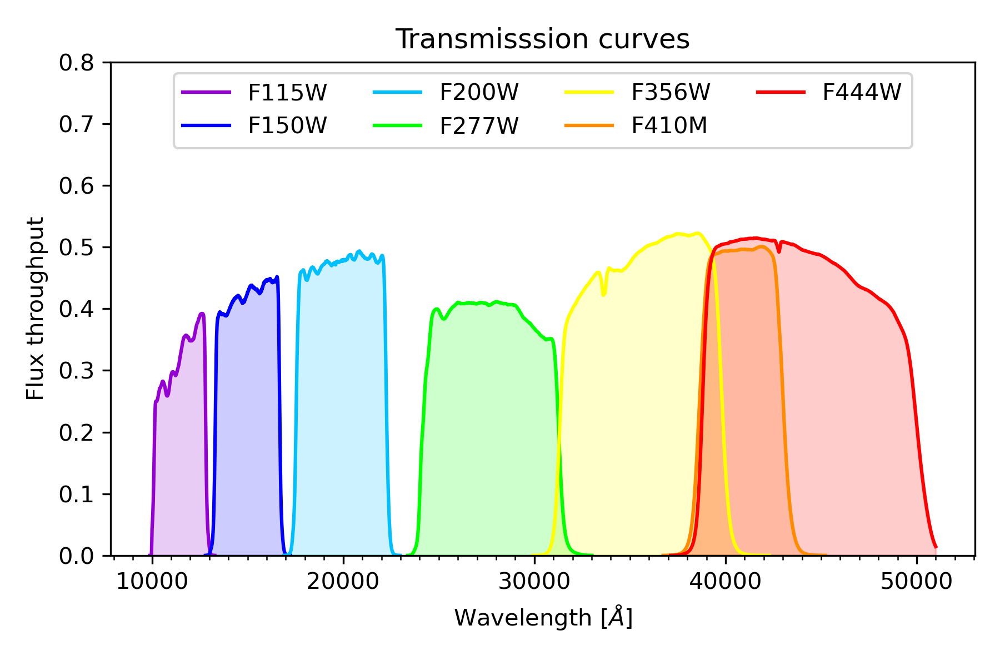 Transmisssion curves
F115W F200W F356W F444W
F150W F277W F410M
0.8
0.7
0.6
0.5
0.4
0.3
0.2
0.1
0.0
Flux throughput
10000 20000 30000 40000 50000
Wavelength [Å]